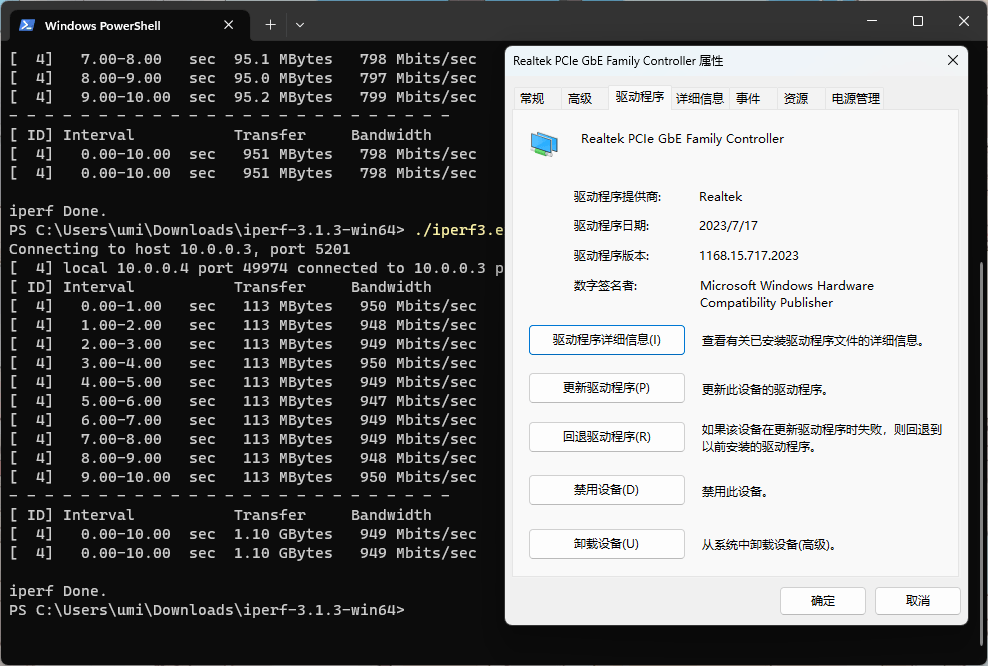 Windows PowerShell
[  4]   7.00-8.00   sec  95.1 MBytes   798 Mbits/sec
[  4]   8.00-9.00   sec  95.0 MBytes   797 Mbits/sec
[  4]   9.00-10.00  sec  95.2 MBytes   799 Mbits/sec
- - - - - - - - - - - - - - - - - - - - - - - - -
[ ID] Interval           Transfer     Bandwidth
[  4]   0.00-10.00  sec   951 MBytes   798 Mbits/sec
[  4]   0.00-10.00  sec   951 MBytes   798 Mbits/sec
iperf Done.
PS C:\Users\umi\Downloads\iperf-3.1.3-win64> ./iperf3.e
Connecting to host 10.0.0.3, port 5201
[  4] local 10.0.0.4 port 49974 connected to 10.0.0.3 p
[ ID] Interval           Transfer     Bandwidth
[  4]   0.00-1.00   sec   113 MBytes   950 Mbits/sec
[  4]   1.00-2.00   sec   113 MBytes   948 Mbits/sec
[  4]   2.00-3.00   sec   113 MBytes   949 Mbits/sec
[  4]   3.00-4.00   sec   113 MBytes   950 Mbits/sec
[  4]   4.00-5.00   sec   113 MBytes   949 Mbits/sec
[  4]   5.00-6.00   sec   113 MBytes   947 Mbits/sec
[  4]   6.00-7.00   sec   113 MBytes   949 Mbits/sec
[  4]   7.00-8.00   sec   113 MBytes   949 Mbits/sec
[  4]   8.00-9.00   sec   113 MBytes   948 Mbits/sec
[  4]   9.00-10.00  sec   113 MBytes   950 Mbits/sec
- - - - - - - - - - - - - - - - - - - - - - - - -
[ ID] Interval           Transfer     Bandwidth
[  4]   0.00-10.00  sec  1.10 GBytes   949 Mbits/sec
[  4]   0.00-10.00  sec  1.10 GBytes   949 Mbits/sec
iperf Done.
PS C:\Users\umi\Downloads\iperf-3.1.3-win64>
Realtek PCIe GbE Family Controller 属性
常规 高级 驱动程序 详细信息 事件 资源 电源管理
Realtek PCIe GbE Family Controller
驱动程序提供商: Realtek
驱动程序日期: 2023/7/17
驱动程序版本: 1168.15.717.2023
数字签名者: Microsoft Windows Hardware
Compatibility Publisher
驱动程序详细信息(I) 查看有关已安装驱动程序文件的详细信息。
更新驱动程序(P) 更新此设备的驱动程序。
回退驱动程序(R) 如果该设备在更新驱动程序时失败，则回退到
以前安装的驱动程序。
禁用设备(D) 禁用此设备。
卸载设备(U) 从系统中卸载设备(高级)。
确定 取消